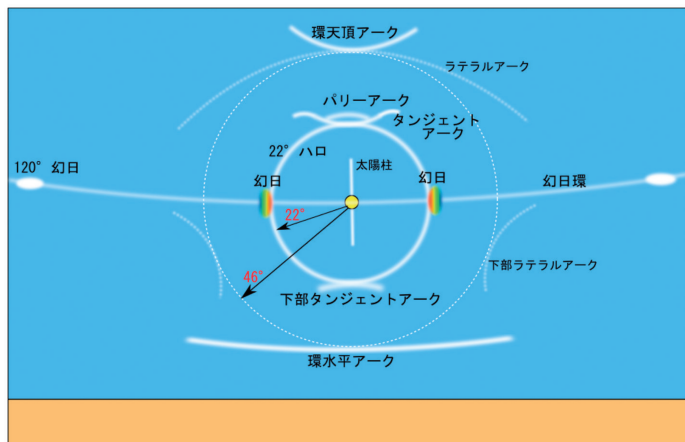 環天頂アーク
ラテラルアーク
パリーアーク
タンジェント
アーク
22° ハロ
太陽柱
120° 幻日
幻日
幻日
幻日環
22°
46°
下部ラテラルアーク
下部タンジェントアーク
環水平アーク